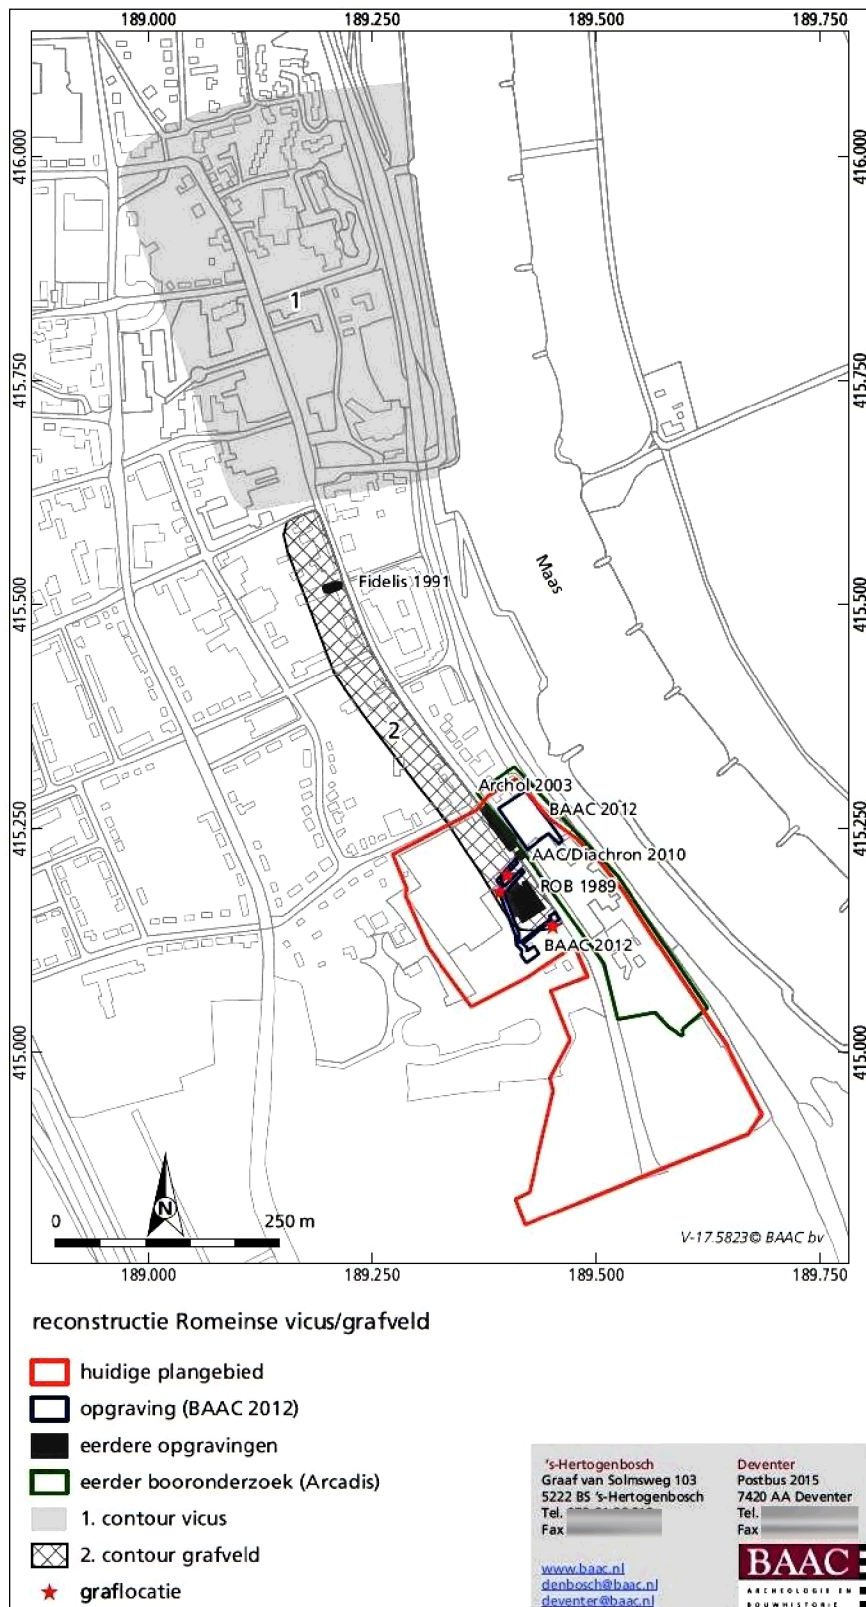 189.000 189.250 189.500 189.750
416.000 416.000
1
415.750 415.750
Maas
Fidelis 1991
415.500 415.500
2
Archol 2003
BAAC 2012
415.250 415.250
AAC/Diachron 2010
ROB 1989
BAAC 2012
415.000 415.000
N
0 250 m
V-17.5823© BAAC bv
189.000 189.250 189.500 189.750
reconstructie Romeinse vicus/grafveld
huidige plangebied
opgraving (BAAC 2012)
eerdere opgravingen
eerder booronderzoek (Arcadis)
1. contour vicus
2. contour grafveld
graflocatie
's-Hertogenbosch
Graaf van Solmsweg 103
5222 BS 's-Hertogenbosch
Tel.
Fax
www.baac.nl
denbosch@baac.nl
deventer@baac.nl
Deventer
Postbus 2015
7420 AA Deventer
Tel.
Fax
BAAC
ARCHEOLOGIE EN
BOUWHISTORIE